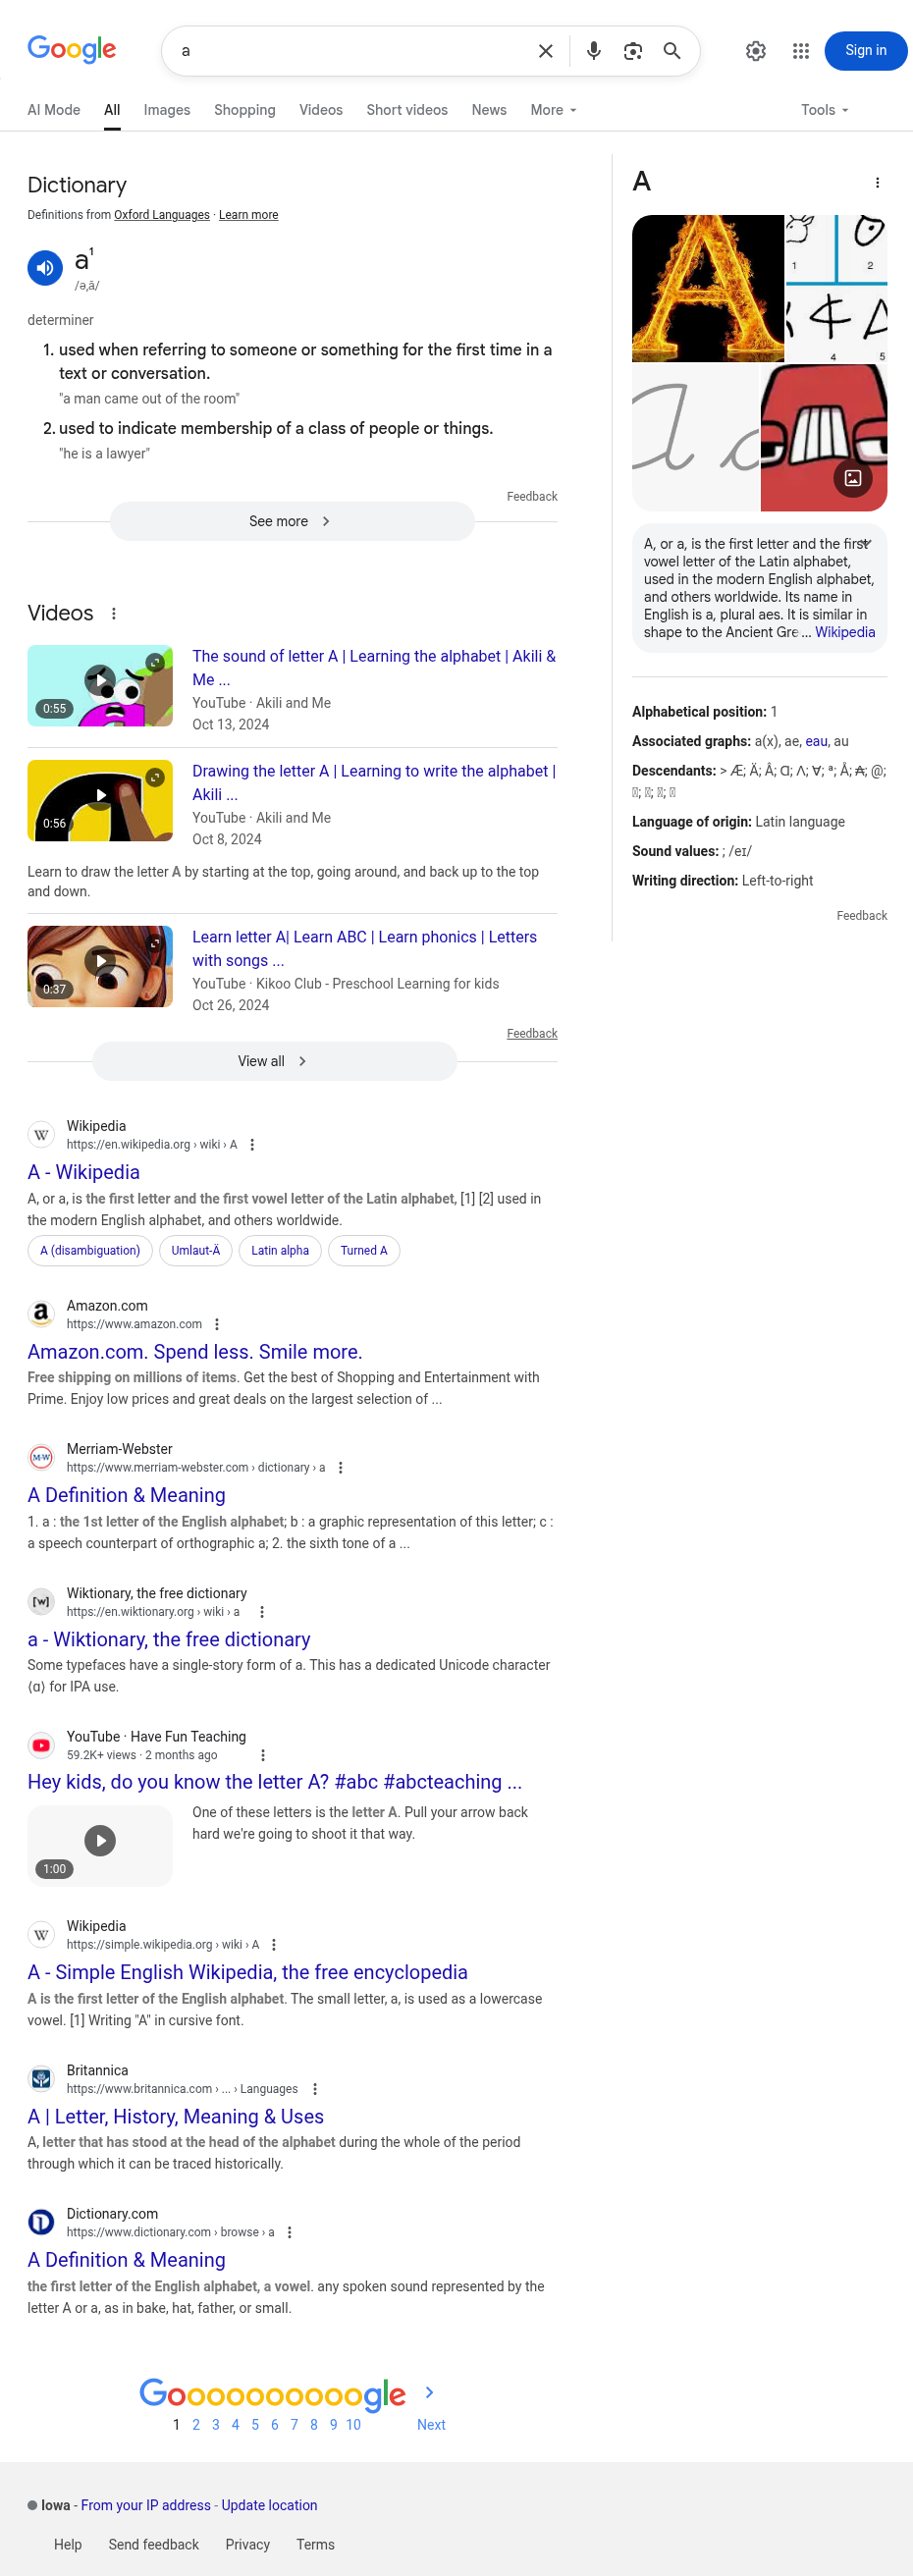 Google
a
Sign in
AI Mode
All
Images
Shopping
Videos
Short videos
News
More
Tools
Dictionary
Definitions from Oxford Languages · Learn more
a¹
/ə,ā/
determiner
1. used when referring to someone or something for the first time in a
text or conversation.
"a man came out of the room"
2. used to indicate membership of a class of people or things.
"he is a lawyer"
Feedback
See more
Videos
0:55
The sound of letter A | Learning the alphabet | Akili &
Me ...
YouTube · Akili and Me
Oct 13, 2024
0:56
Drawing the letter A | Learning to write the alphabet |
Akili ...
YouTube · Akili and Me
Oct 8, 2024
Learn to draw the letter A by starting at the top, going around, and back up to the top
and down.
0:37
Learn letter A| Learn ABC | Learn phonics | Letters
with songs ...
YouTube · Kikoo Club - Preschool Learning for kids
Oct 26, 2024
Feedback
View all
Wikipedia
https://en.wikipedia.org › wiki › A
A - Wikipedia
A, or a, is the first letter and the first vowel letter of the Latin alphabet, [1] [2] used in
the modern English alphabet, and others worldwide.
A (disambiguation)
Umlaut-Ä
Latin alpha
Turned A
Amazon.com
https://www.amazon.com
Amazon.com. Spend less. Smile more.
Free shipping on millions of items. Get the best of Shopping and Entertainment with
Prime. Enjoy low prices and great deals on the largest selection of ...
Merriam-Webster
https://www.merriam-webster.com › dictionary › a
A Definition & Meaning
1. a : the 1st letter of the English alphabet; b : a graphic representation of this letter; c :
a speech counterpart of orthographic a; 2. the sixth tone of a ...
Wiktionary, the free dictionary
https://en.wiktionary.org › wiki › a
a - Wiktionary, the free dictionary
Some typefaces have a single-story form of a. This has a dedicated Unicode character
⟨ɑ⟩ for IPA use.
YouTube · Have Fun Teaching
59.2K+ views · 2 months ago
Hey kids, do you know the letter A? #abc #abcteaching ...
1:00
One of these letters is the letter A. Pull your arrow back
hard we're going to shoot it that way.
Wikipedia
https://simple.wikipedia.org › wiki › A
A - Simple English Wikipedia, the free encyclopedia
A is the first letter of the English alphabet. The small letter, a, is used as a lowercase
vowel. [1] Writing "A" in cursive font.
Britannica
https://www.britannica.com › ... › Languages
A | Letter, History, Meaning & Uses
A, letter that has stood at the head of the alphabet during the whole of the period
through which it can be traced historically.
Dictionary.com
https://www.dictionary.com › browse › a
A Definition & Meaning
the first letter of the English alphabet, a vowel. any spoken sound represented by the
letter A or a, as in bake, hat, father, or small.
A
A
1
2
4
5
A, or a, is the first letter and the first
vowel letter of the Latin alphabet,
used in the modern English alphabet,
and others worldwide. Its name in
English is a, plural aes. It is similar in
shape to the Ancient Gre ... Wikipedia
Alphabetical position: 1
Associated graphs: a(x), ae, eau, au
Descendants: > Æ; Ä; Â; Ɑ; Λ; Ɐ; ª; Å; ₳; @;
Language of origin: Latin language
Sound values: ; /eɪ/
Writing direction: Left-to-right
Feedback
Goooooooooogle
1 2 3 4 5 6 7 8 9 10 Next
Iowa - From your IP address - Update location
Help
Send feedback
Privacy
Terms